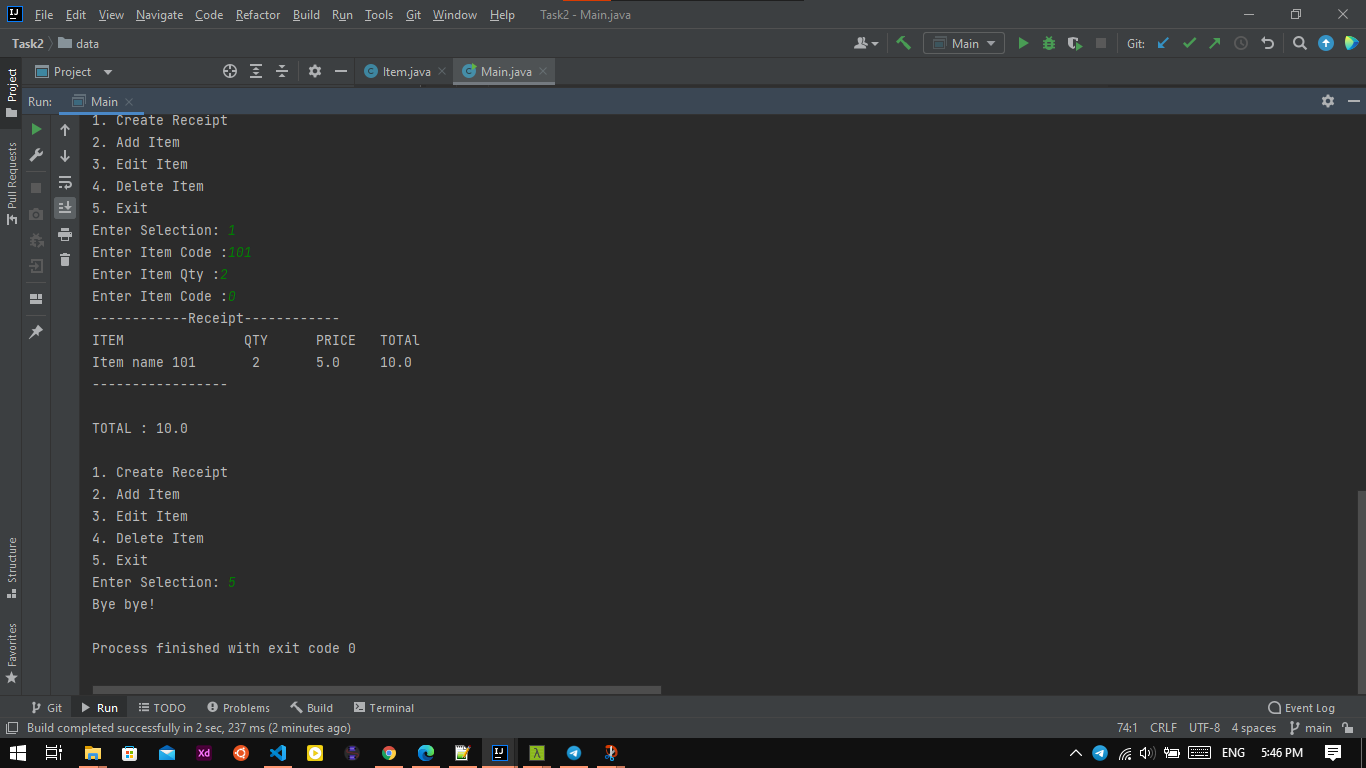 File Edit View Navigate Code Refactor Build Run Tools Git Window Help Task2 - Main.java
Task2 data Main Git:
Project Item.java Main.java
Project
Pull Requests
Structure
Favorites
Run: Main
1. Create Receipt
2. Add Item
3. Edit Item
4. Delete Item
5. Exit
Enter Selection: 1
Enter Item Code :101
Enter Item Qty :2
Enter Item Code :0
------------Receipt------------
ITEM               QTY      PRICE   TOTAl
Item name 101       2       5.0     10.0
-----------------
TOTAL : 10.0
1. Create Receipt
2. Add Item
3. Edit Item
4. Delete Item
5. Exit
Enter Selection: 5
Bye bye!
Process finished with exit code 0
Git Run TODO Problems Build Terminal Event Log
Build completed successfully in 2 sec, 237 ms (2 minutes ago) 74:1 CRLF UTF-8 4 spaces main
Xd ENG 5:46 PM